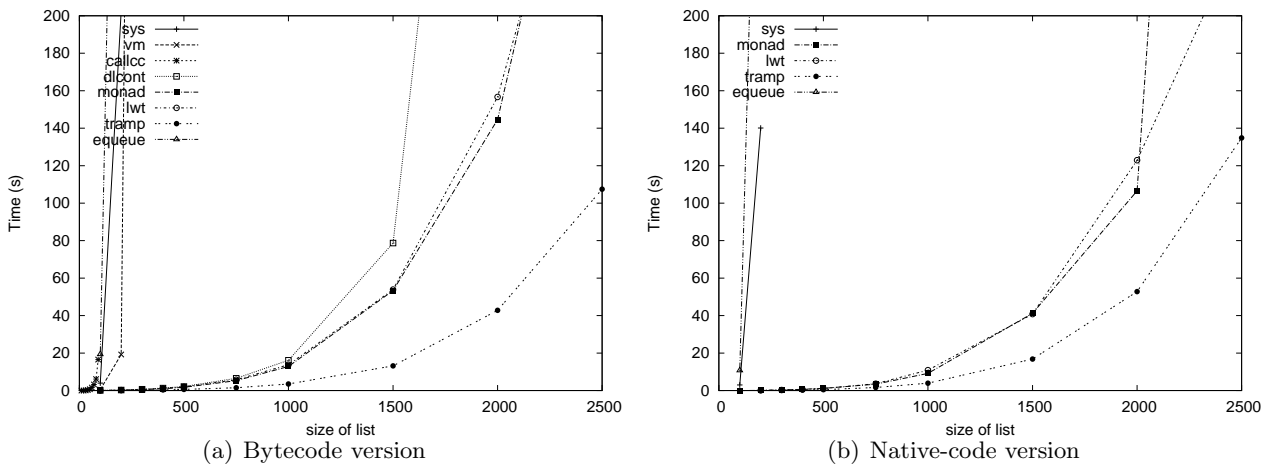 200
180
160
140
120
100
80
60
40
20
0
Time (s)
sys
vm
callcc
dlcont
monad
lwt
tramp
equeue
0 500 1000 1500 2000 2500
size of list
(a) Bytecode version
200
180
160
140
120
100
80
60
40
20
0
Time (s)
sys
monad
lwt
tramp
equeue
0 500 1000 1500 2000 2500
size of list
(b) Native-code version